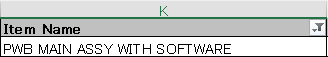 K
Item Name
PWB MAIN ASSY WITH SOFTWARE